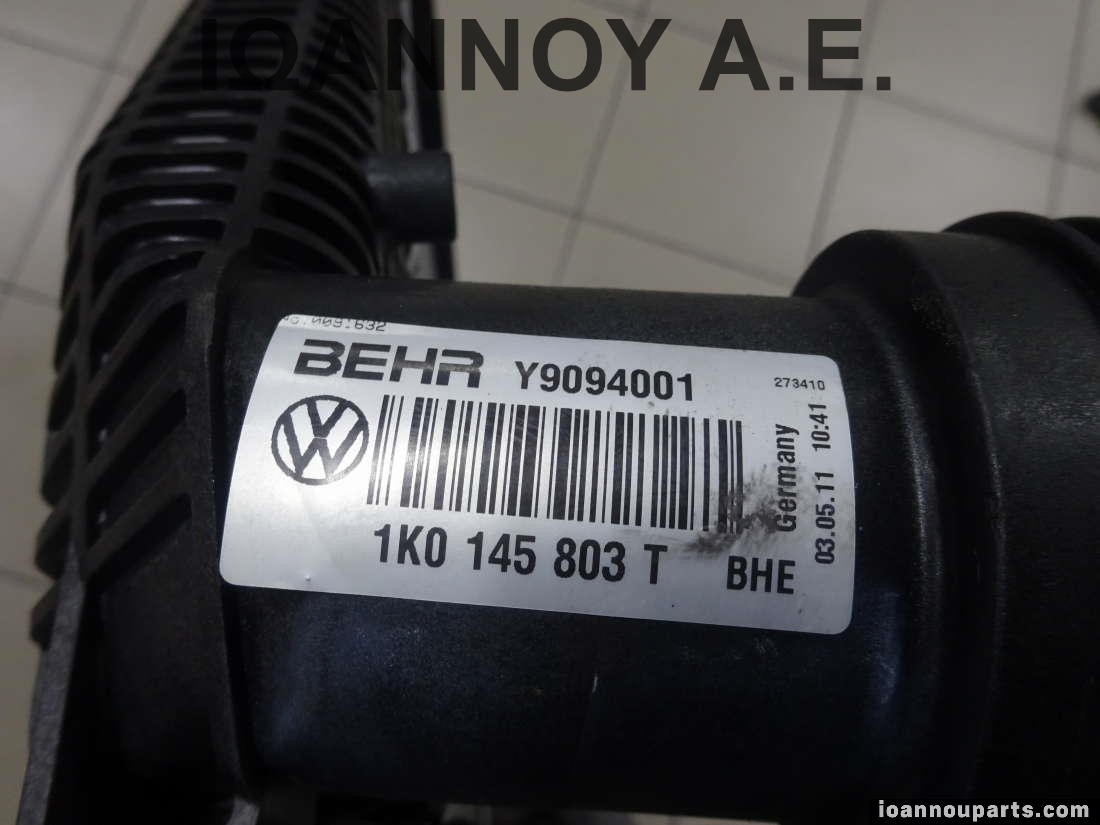 IOANNOY A.E.
BEHR Y9094001
273410
1K0 145 803 T
BHE
Germany
03.05.11 10:41
ioannouparts.com